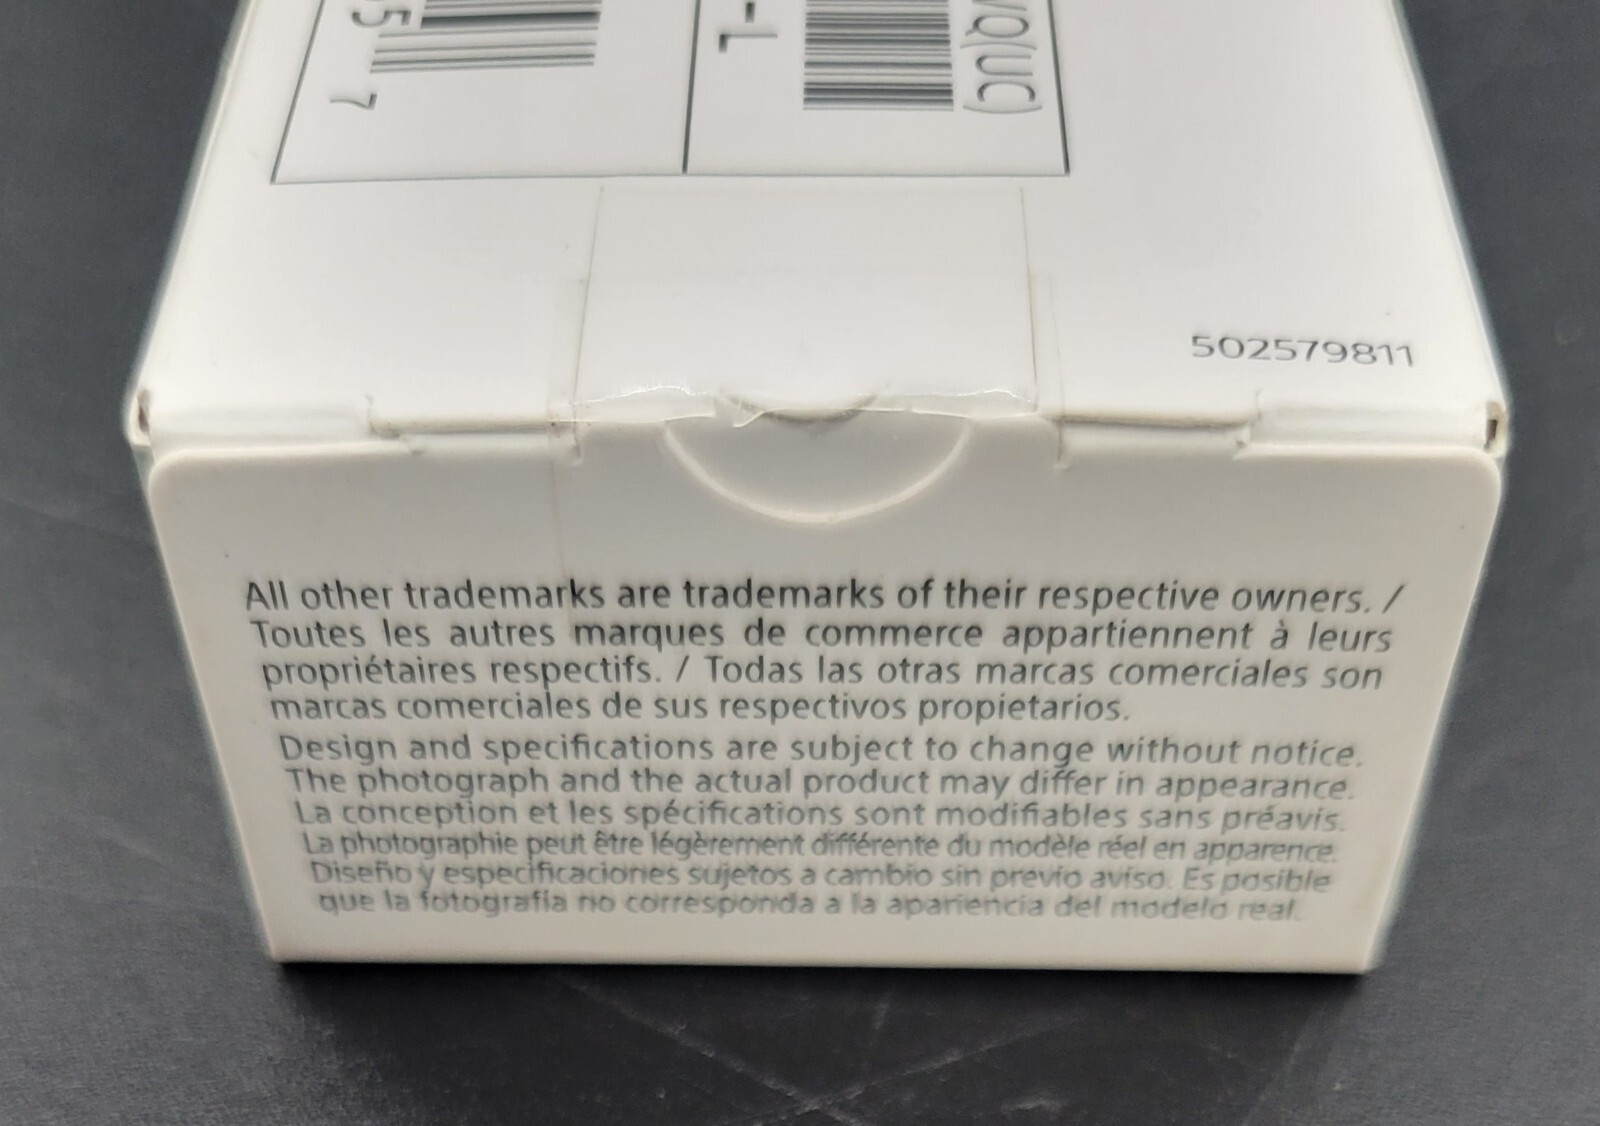 55
7
-L
VQ(UC)
502579811
All other trademarks are trademarks of their respective owners. /
Toutes les autres marques de commerce appartiennent à leurs
propriétaires respectifs. / Todas las otras marcas comerciales son
marcas comerciales de sus respectivos propietarios.
Design and specifications are subject to change without notice.
The photograph and the actual product may differ in appearance.
La conception et les spécifications sont modifiables sans préavis.
La photographie peut être légèrement différente du modèle réel en apparence.
Diseño y especificaciones sujetos a cambio sin previo aviso. Es posible
que la fotografía no corresponda a la apariencia del modelo real.